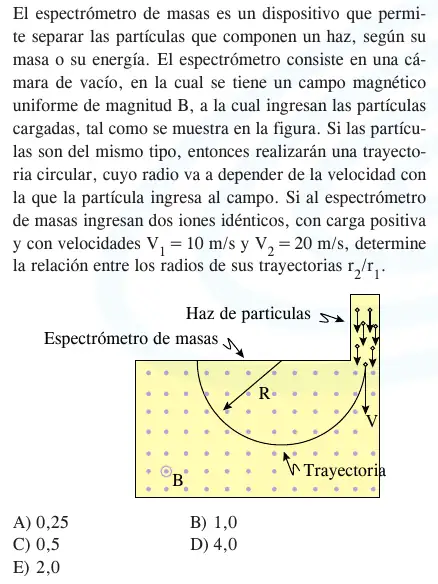 El espectrómetro de masas es un dispositivo que permi-
te separar las partículas que componen un haz, según su
masa o su energía. El espectrómetro consiste en una cá-
mara de vacío, en la cual se tiene un campo magnético
uniforme de magnitud B, a la cual ingresan las partículas
cargadas, tal como se muestra en la figura. Si las partícu-
las son del mismo tipo, entonces realizarán una trayecto-
ria circular, cuyo radio va a depender de la velocidad con
la que la partícula ingresa al campo. Si al espectrómetro
de masas ingresan dos iones idénticos, con carga positiva
y con velocidades V₁ = 10 m/s y V₂ = 20 m/s, determine
la relación entre los radios de sus trayectorias r₂/r₁.
Haz de particulas
Espectrómetro de masas
R
V
Trayectoria
B
A) 0,25 B) 1,0
C) 0,5 D) 4,0
E) 2,0